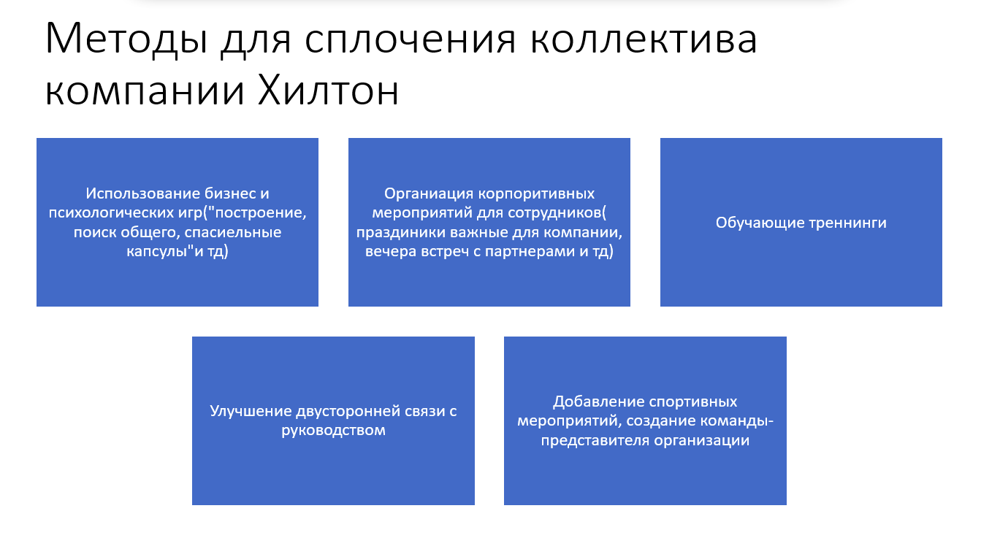 Методы для сплочения коллектива
компании Хилтон
Использование бизнес и
психологических игр("построение,
поиск общего, спасиельные
капсулы"и тд)
Органиация корпоритивных
мероприятий для сотрудников(
праздиники важные для компании,
вечера встреч с партнерами и тд)
Обучающие треннинги
Улучшение двусторонней связи с
руководством
Добавление спортивных
мероприятий, создание команды-
представителя организации